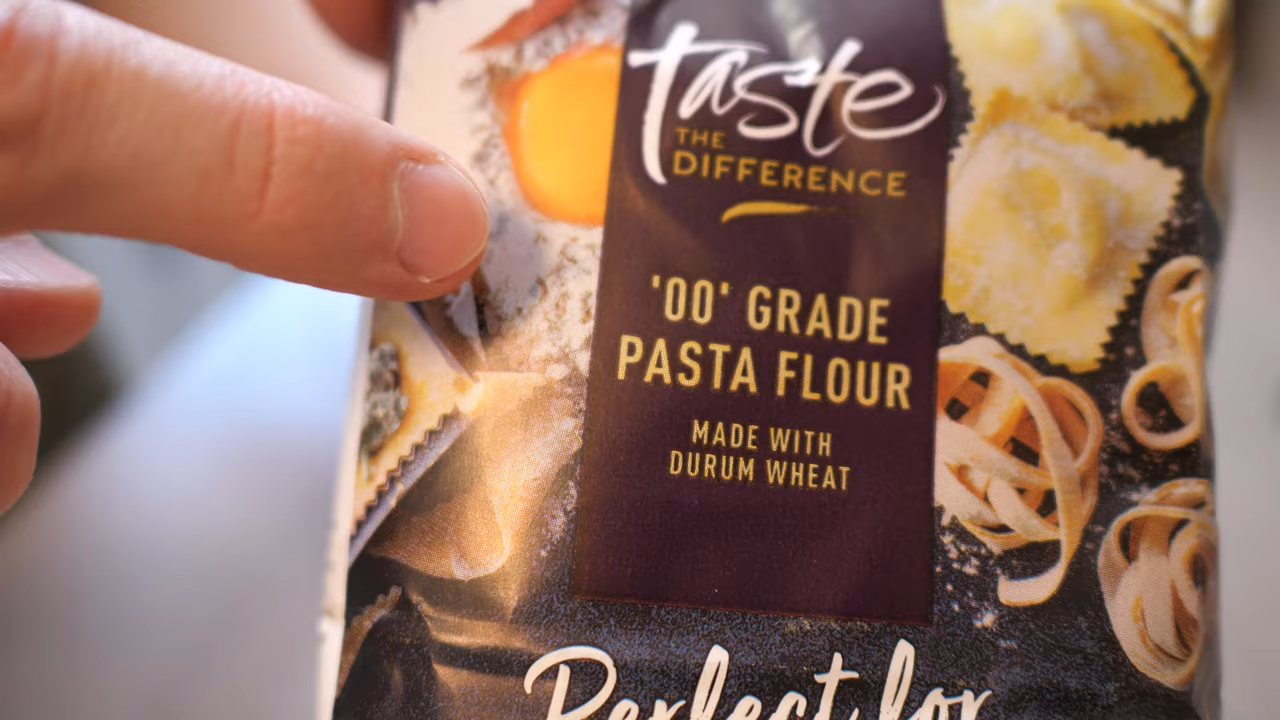 taste
THE
DIFFERENCE
'00' GRADE
PASTA FLOUR
MADE WITH
DURUM WHEAT
Perfect for